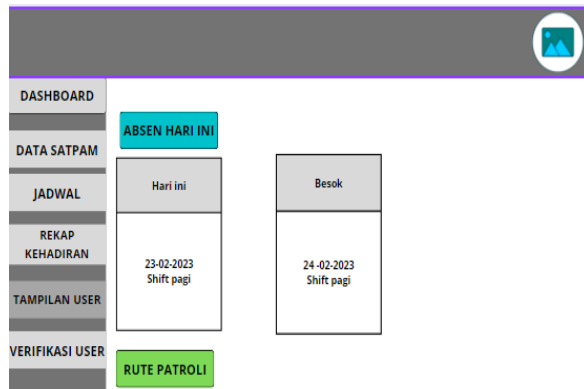 DASHBOARD
DATA SATPAM
JADWAL
REKAP
KEHADIRAN
TAMPILAN USER
VERIFIKASI USER
ABSEN HARI INI
Hari ini
23-02-2023
Shift pagi
Besok
24 -02-2023
Shift pagi
RUTE PATROLI